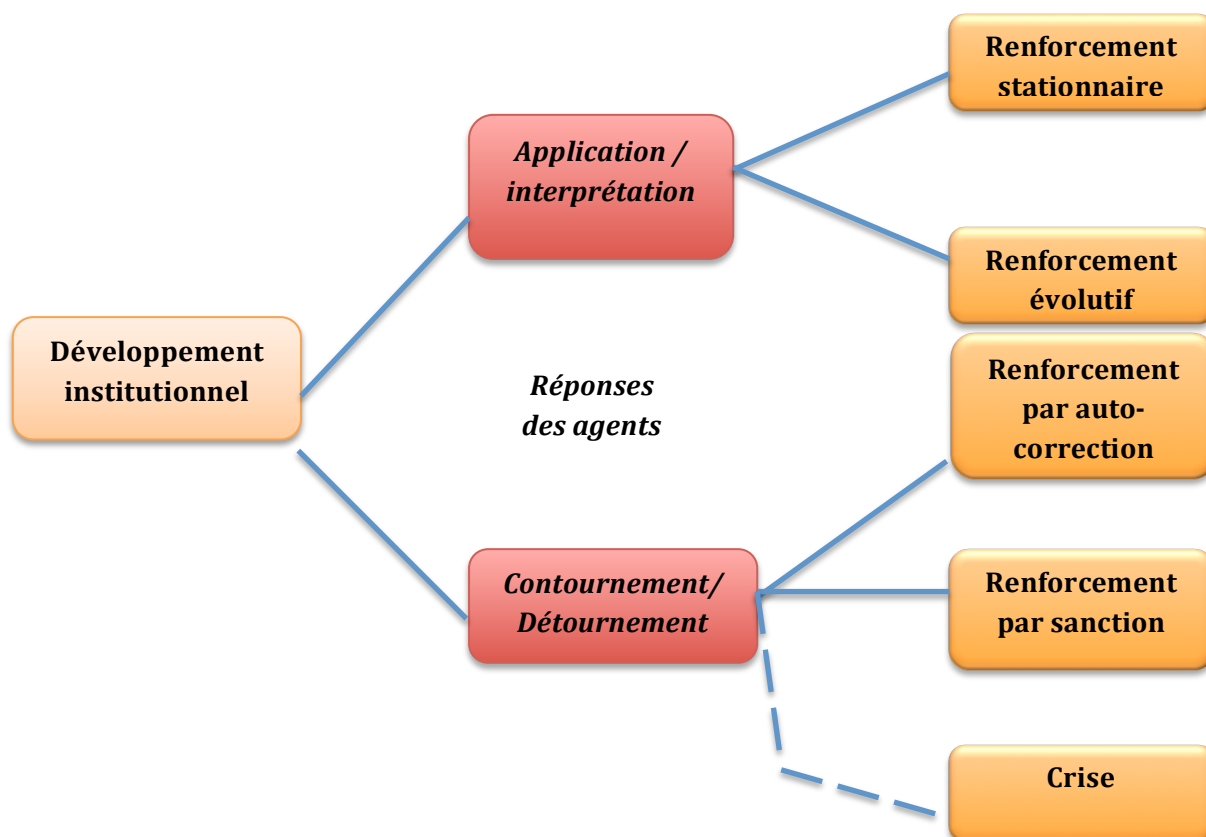 Développement
institutionnel
Application /
interprétation
Réponses
des agents
Contournement/
Détournement
Renforcement
stationnaire
Renforcement
évolutif
Renforcement
par auto-
correction
Renforcement
par sanction
Crise